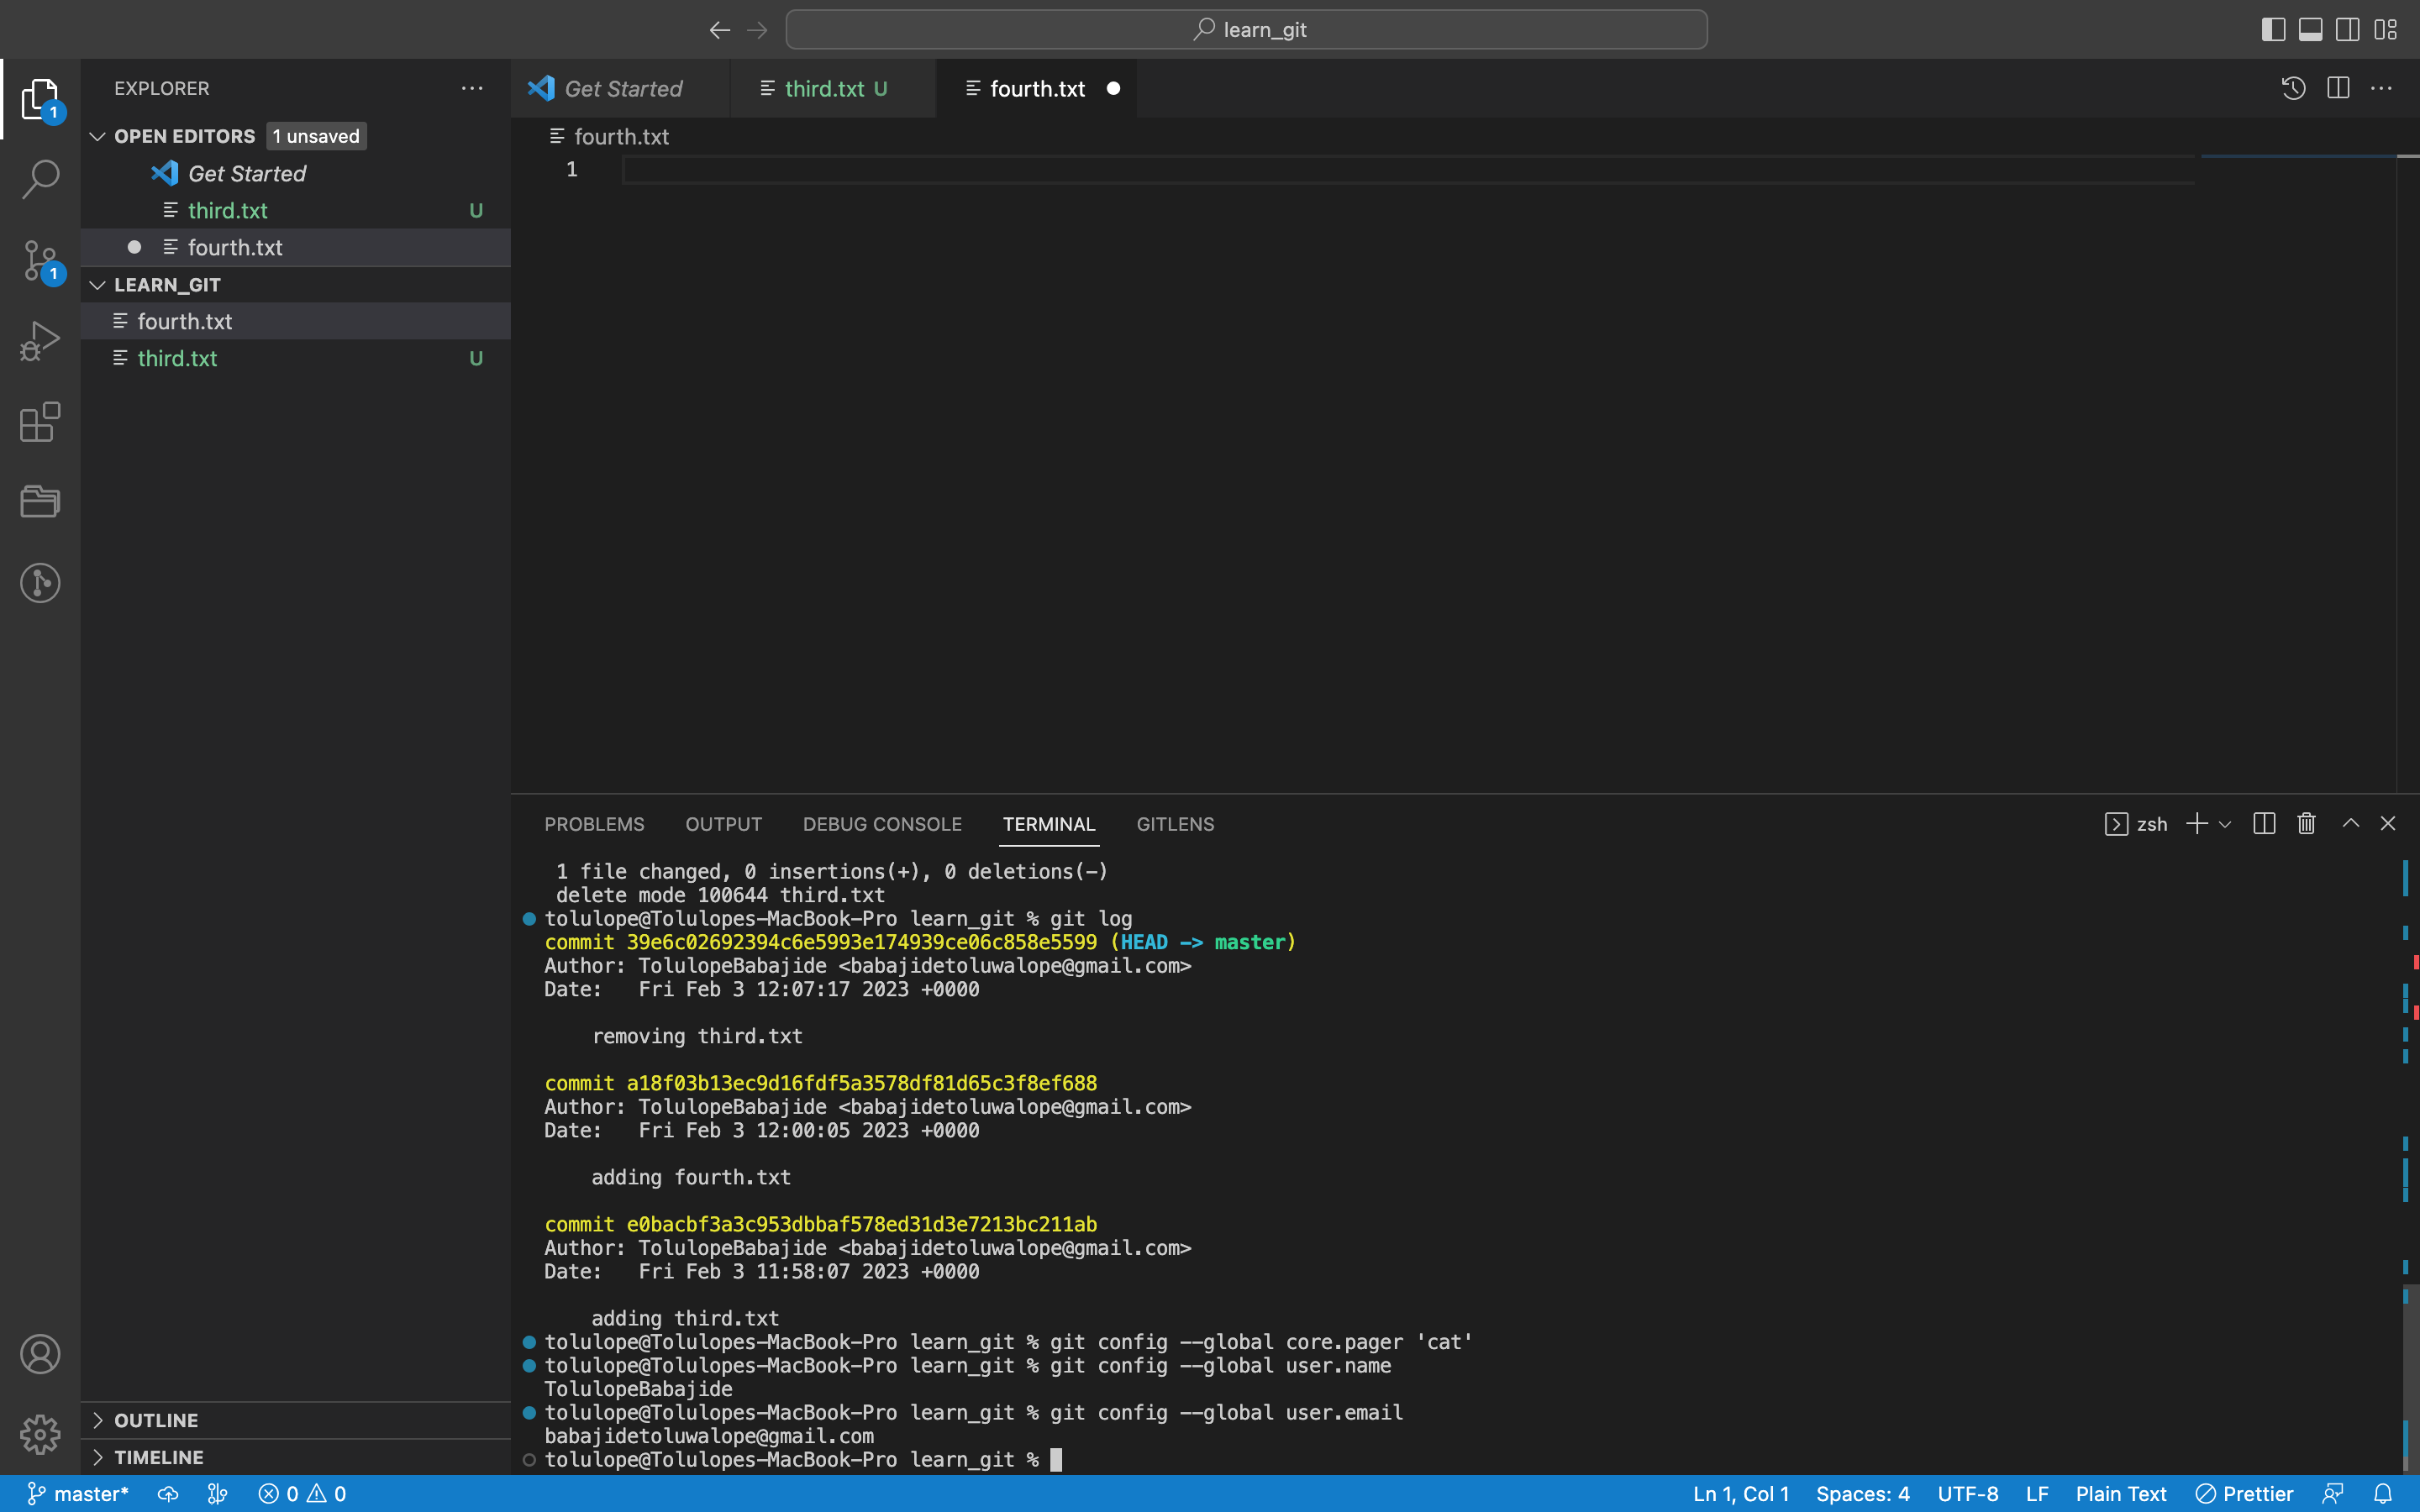 learn_git
EXPLORER
1
OPEN EDITORS 1 unsaved
Get Started
third.txt U
fourth.txt
1
LEARN_GIT
fourth.txt
third.txt U
OUTLINE
TIMELINE
Get Started
third.txt U
fourth.txt
fourth.txt
1
PROBLEMS OUTPUT DEBUG CONSOLE TERMINAL GITLENS
zsh
1 file changed, 0 insertions(+), 0 deletions(-)
delete mode 100644 third.txt
tolulope@Tolulopes-MacBook-Pro learn_git % git log
commit 39e6c02692394c6e5993e174939ce06c858e5599 (HEAD -> master)
Author: TolulopeBabajide <babajidetoluwalope@gmail.com>
Date:   Fri Feb 3 12:07:17 2023 +0000
removing third.txt
commit a18f03b13ec9d16fdf5a3578df81d65c3f8ef688
Author: TolulopeBabajide <babajidetoluwalope@gmail.com>
Date:   Fri Feb 3 12:00:05 2023 +0000
adding fourth.txt
commit e0bacbf3a3c953dbbaf578ed31d3e7213bc211ab
Author: TolulopeBabajide <babajidetoluwalope@gmail.com>
Date:   Fri Feb 3 11:58:07 2023 +0000
adding third.txt
tolulope@Tolulopes-MacBook-Pro learn_git % git config --global core.pager 'cat'
tolulope@Tolulopes-MacBook-Pro learn_git % git config --global user.name
TolulopeBabajide
tolulope@Tolulopes-MacBook-Pro learn_git % git config --global user.email
babajidetoluwalope@gmail.com
tolulope@Tolulopes-MacBook-Pro learn_git %
master* 0 0 Ln 1, Col 1 Spaces: 4 UTF-8 LF Plain Text Prettier